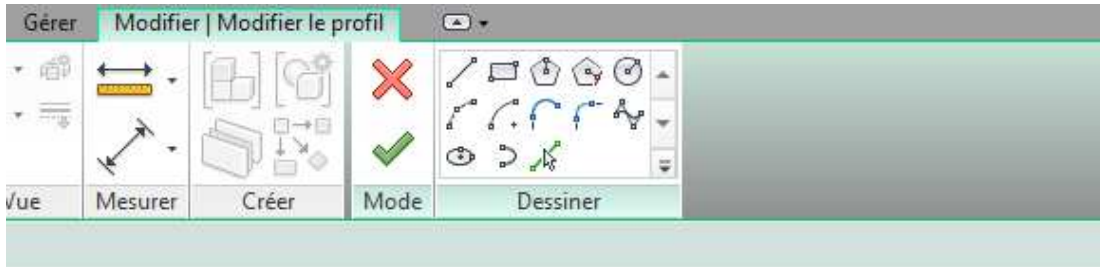 Gérer Modifier | Modifier le profil
Vue Mesurer Créer Mode Dessiner